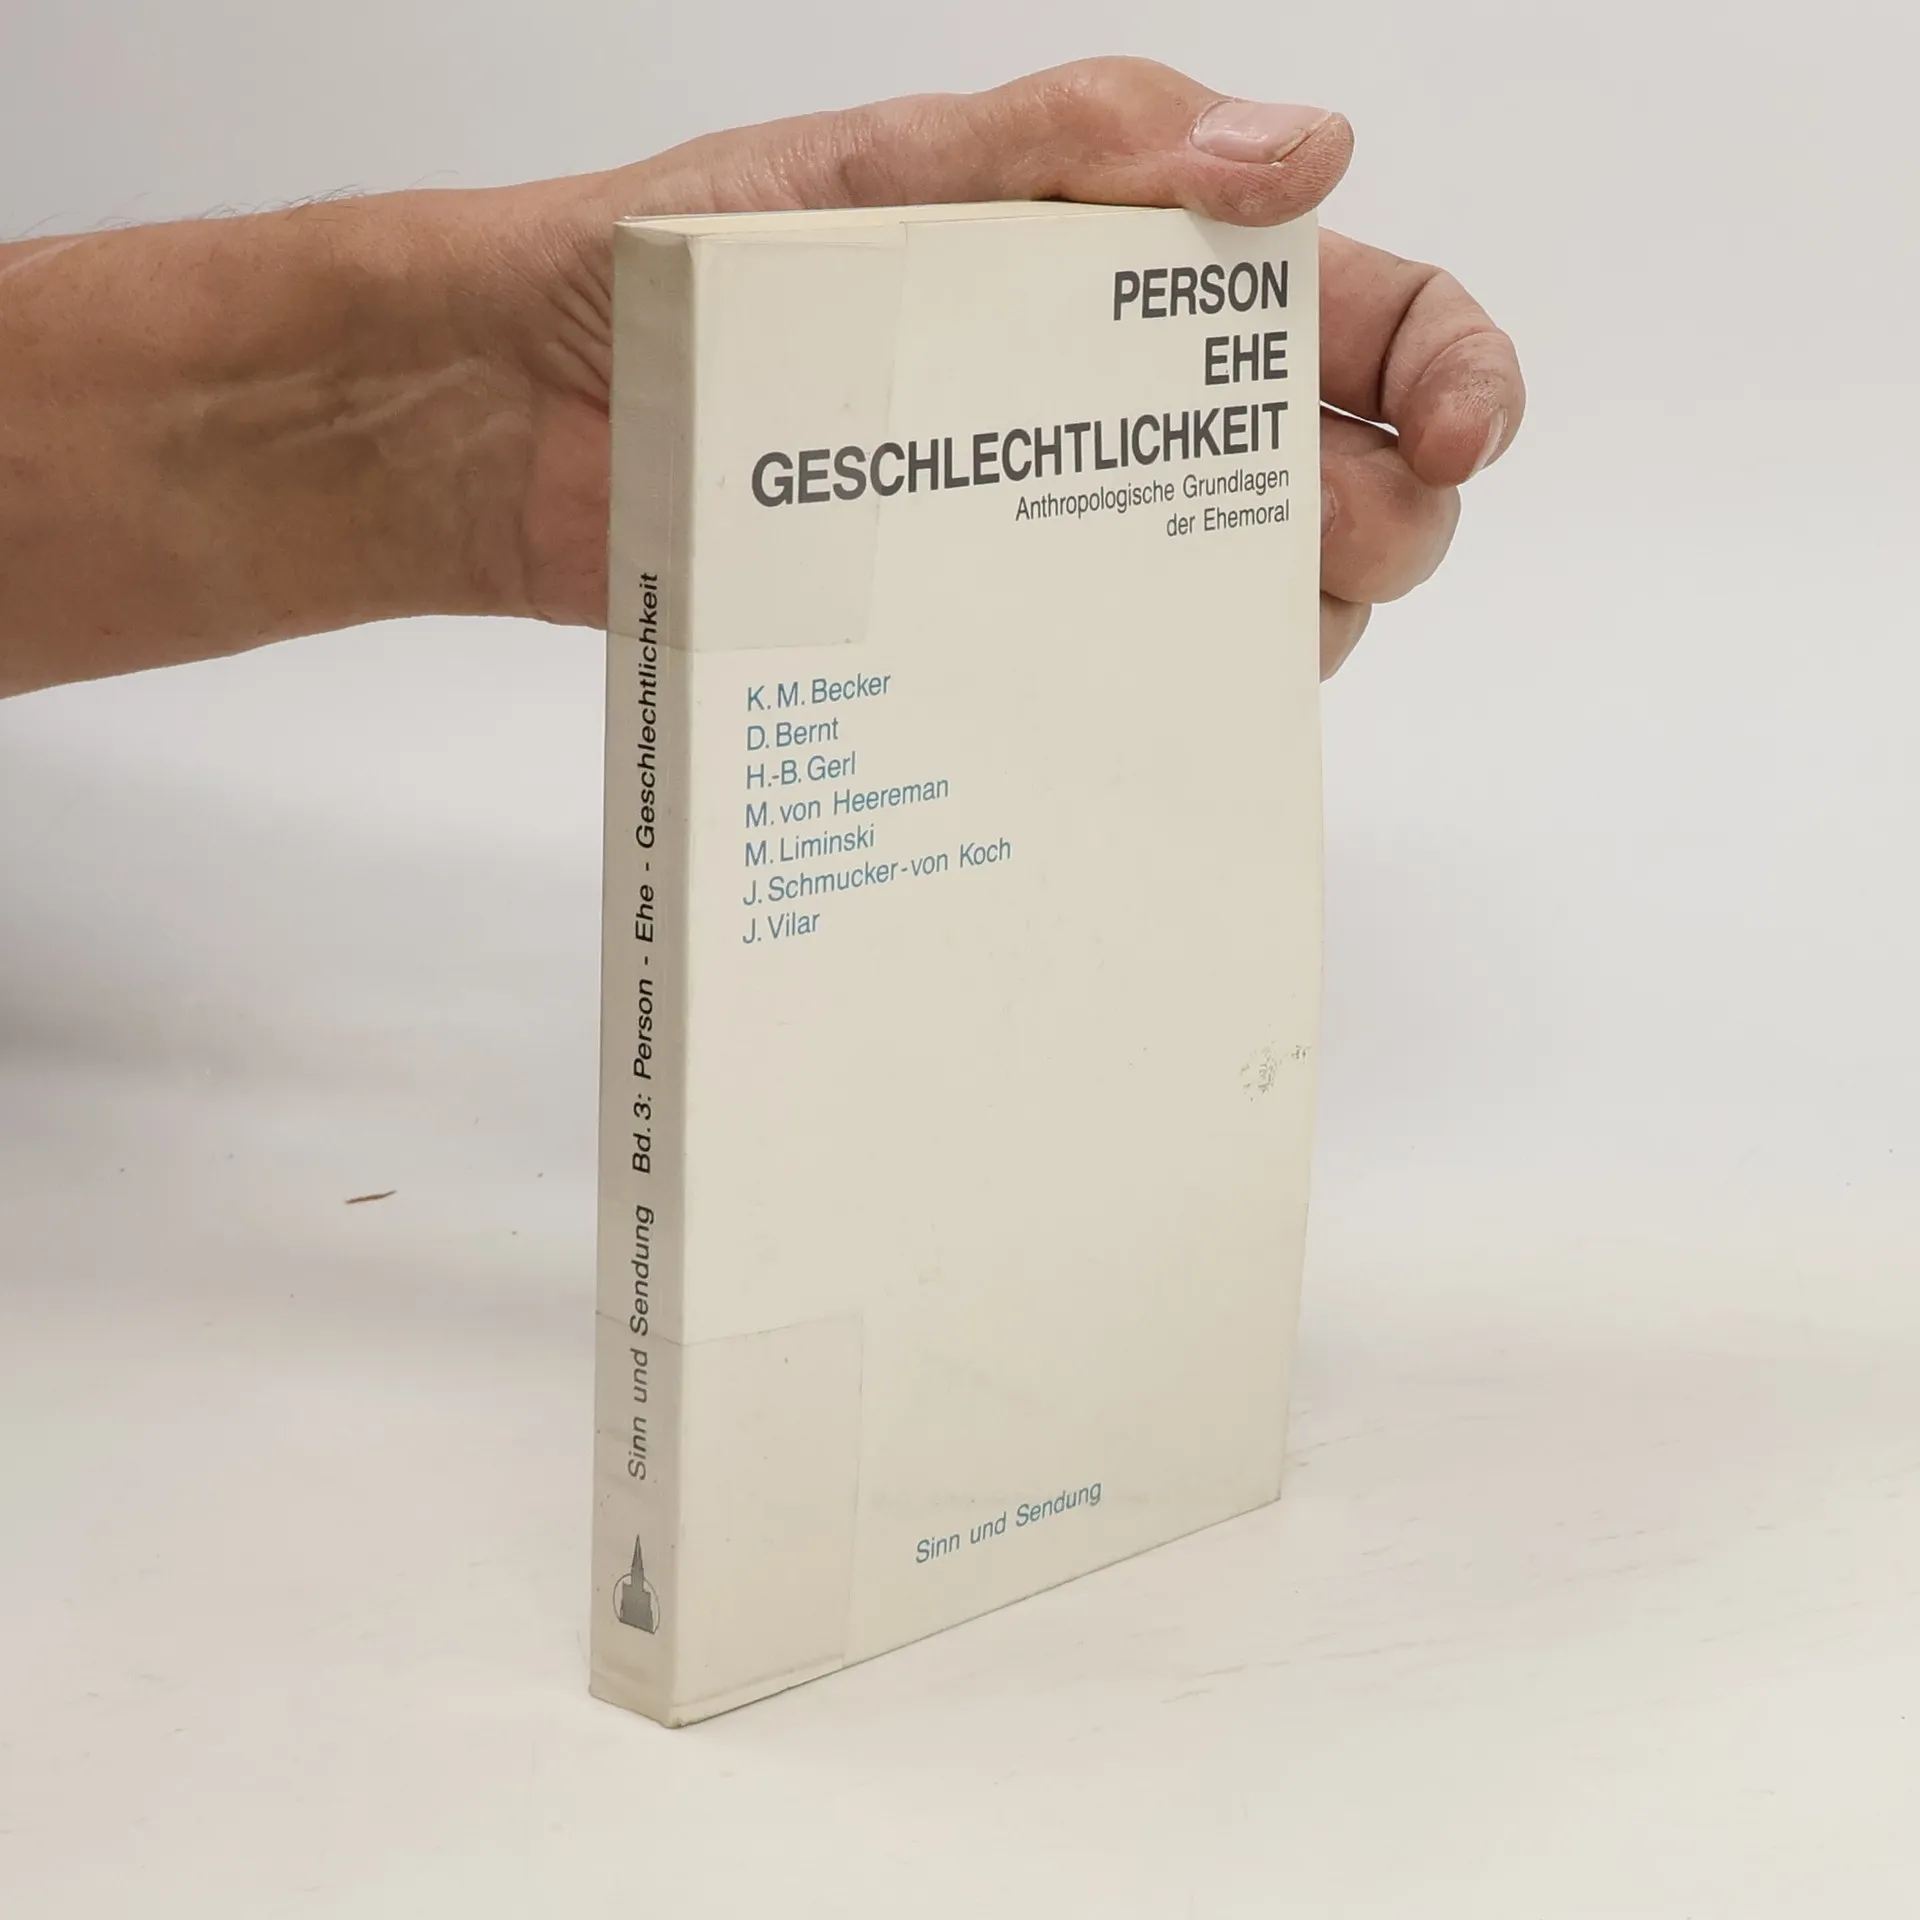 PERSON
EHE
GESCHLECHTLICHKEIT
Anthropologische Grundlagen
der Ehemoral
K. M. Becker
D. Bernt
H.-B. Gerl
M. von Heereman
M. Liminski
J. Schmucker-von Koch
J. Vilar
Sinn und Sendung
Sinn und Sendung Bd. 3: Person - Ehe - Geschlechtlichkeit